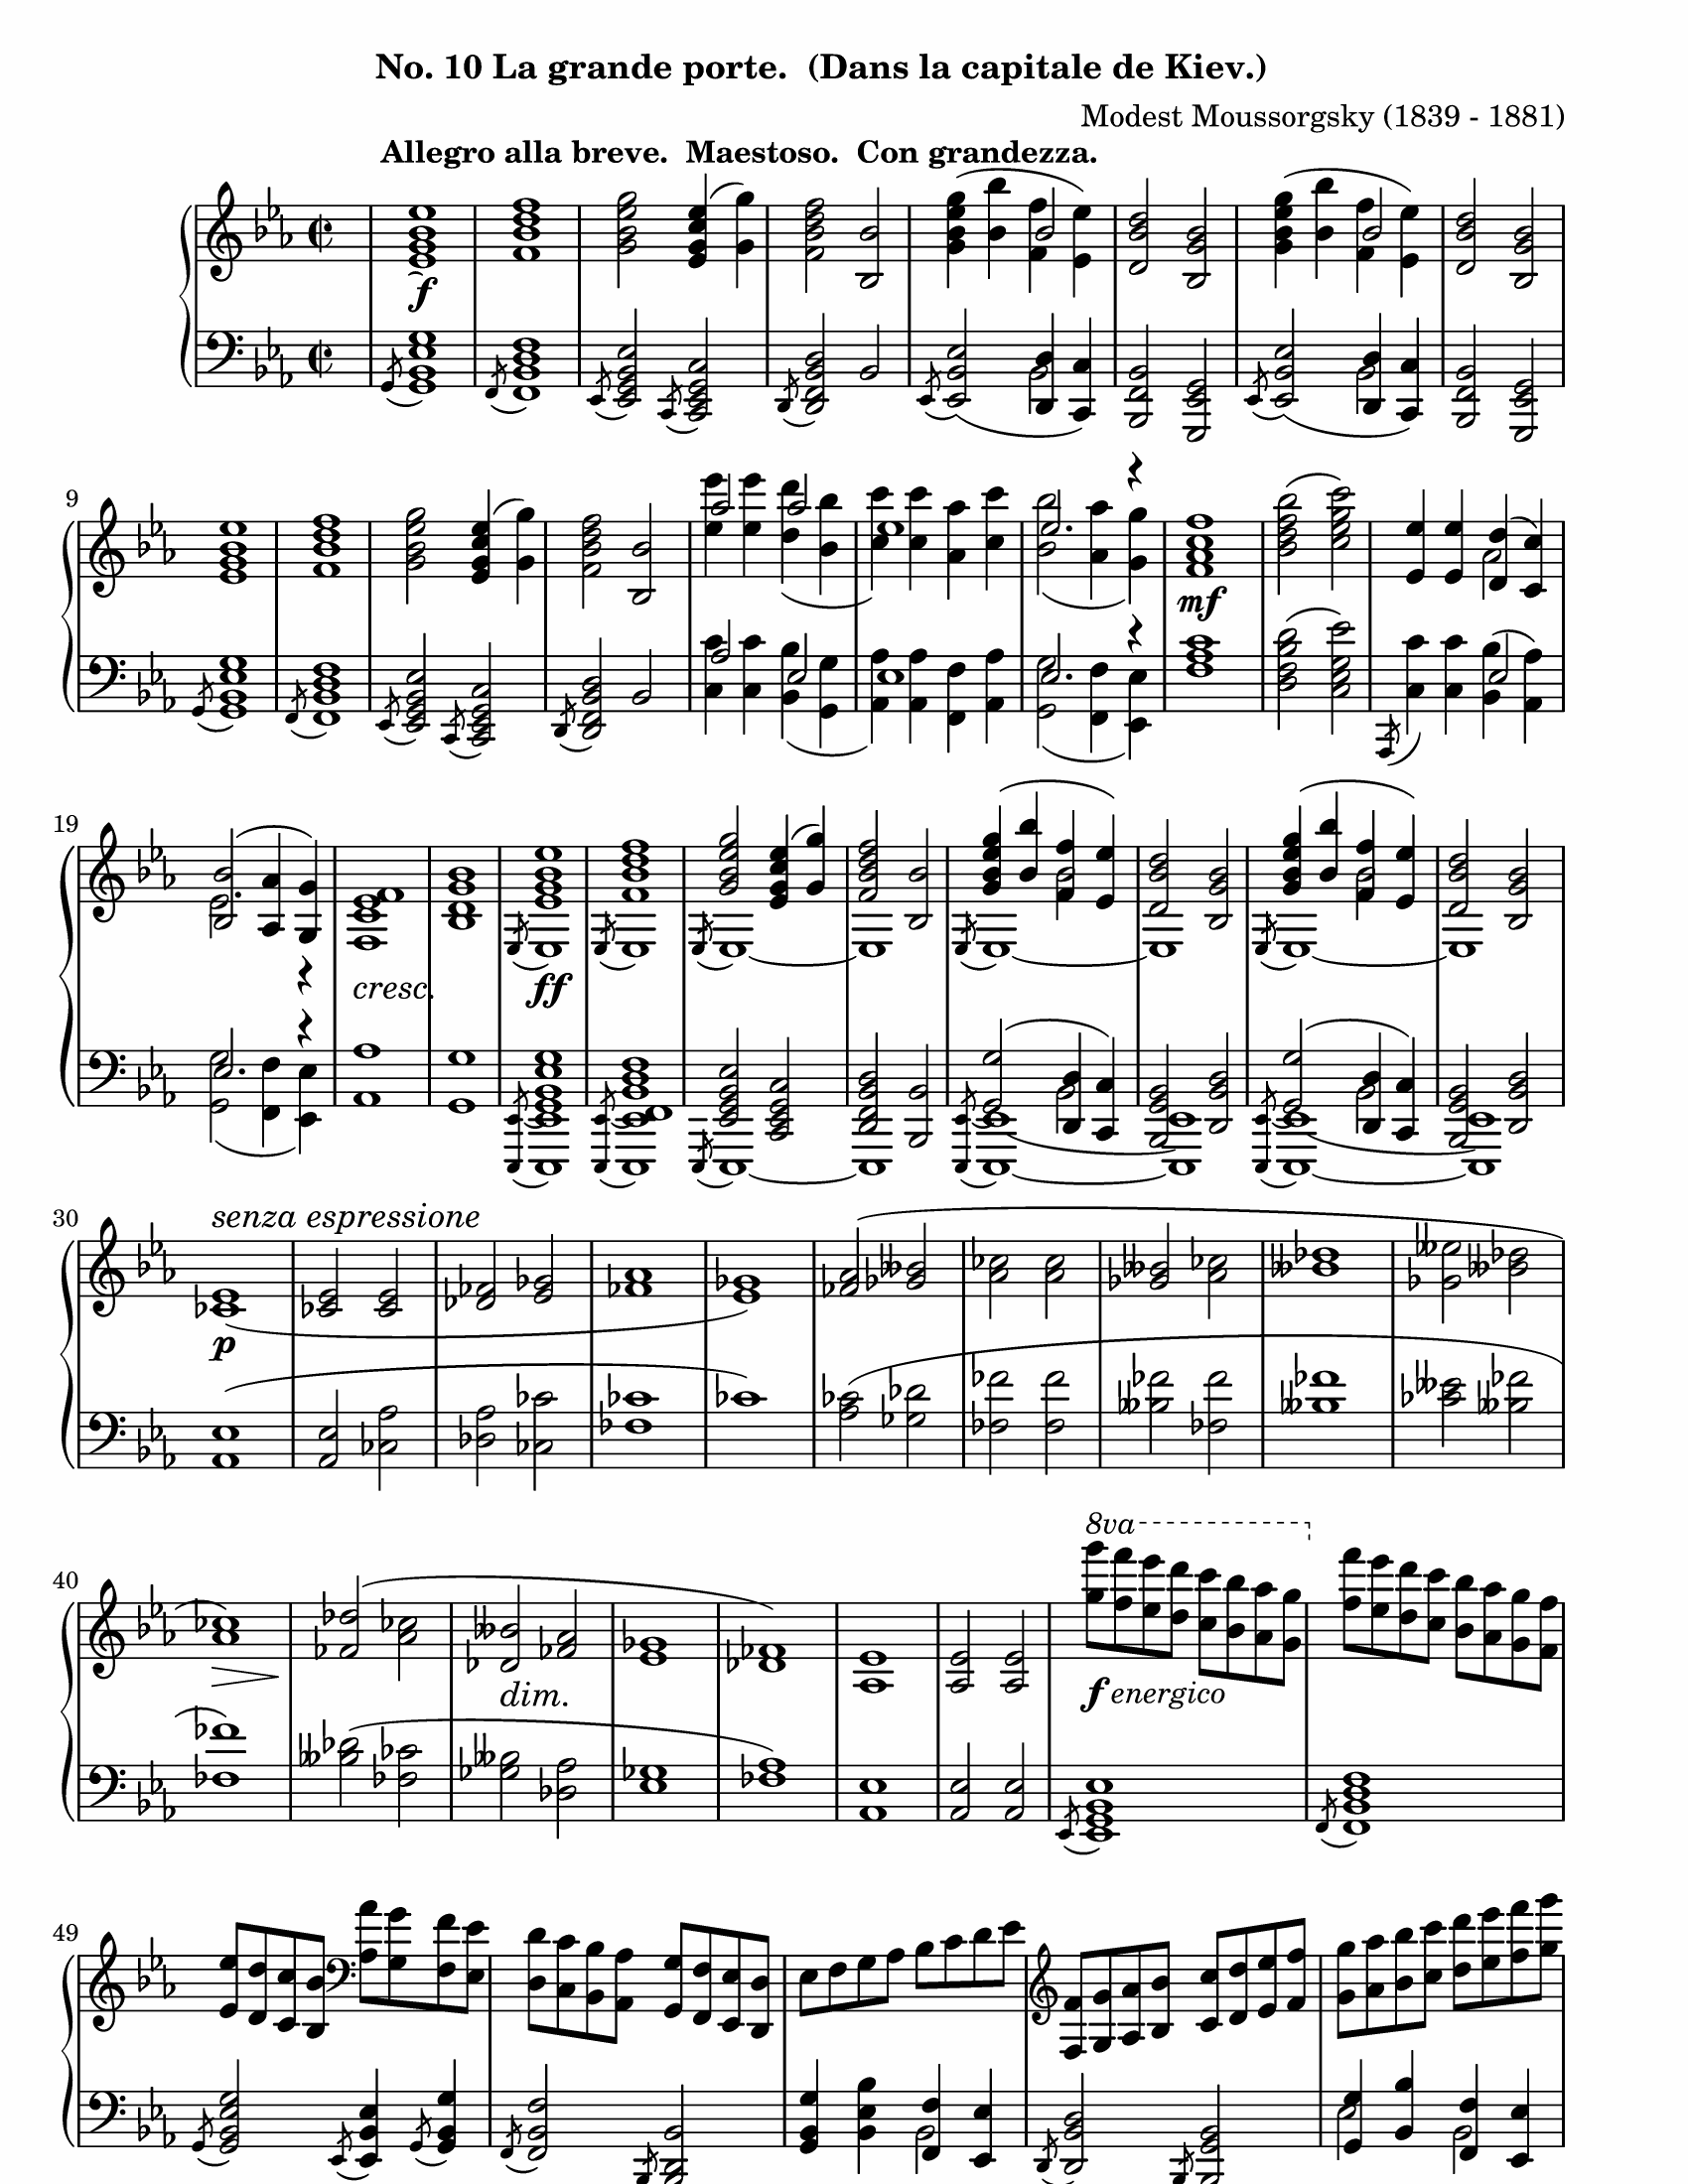 No. 10 La grande porte.  (Dans la capitale de Kiev.)
Modest Moussorgsky (1839 - 1881)
Allegro alla breve.  Maestoso.  Con grandezza.
f
9
mf
19
cresc.
ff
30
senza espressione
p
40
dim.
8va
f energico
49